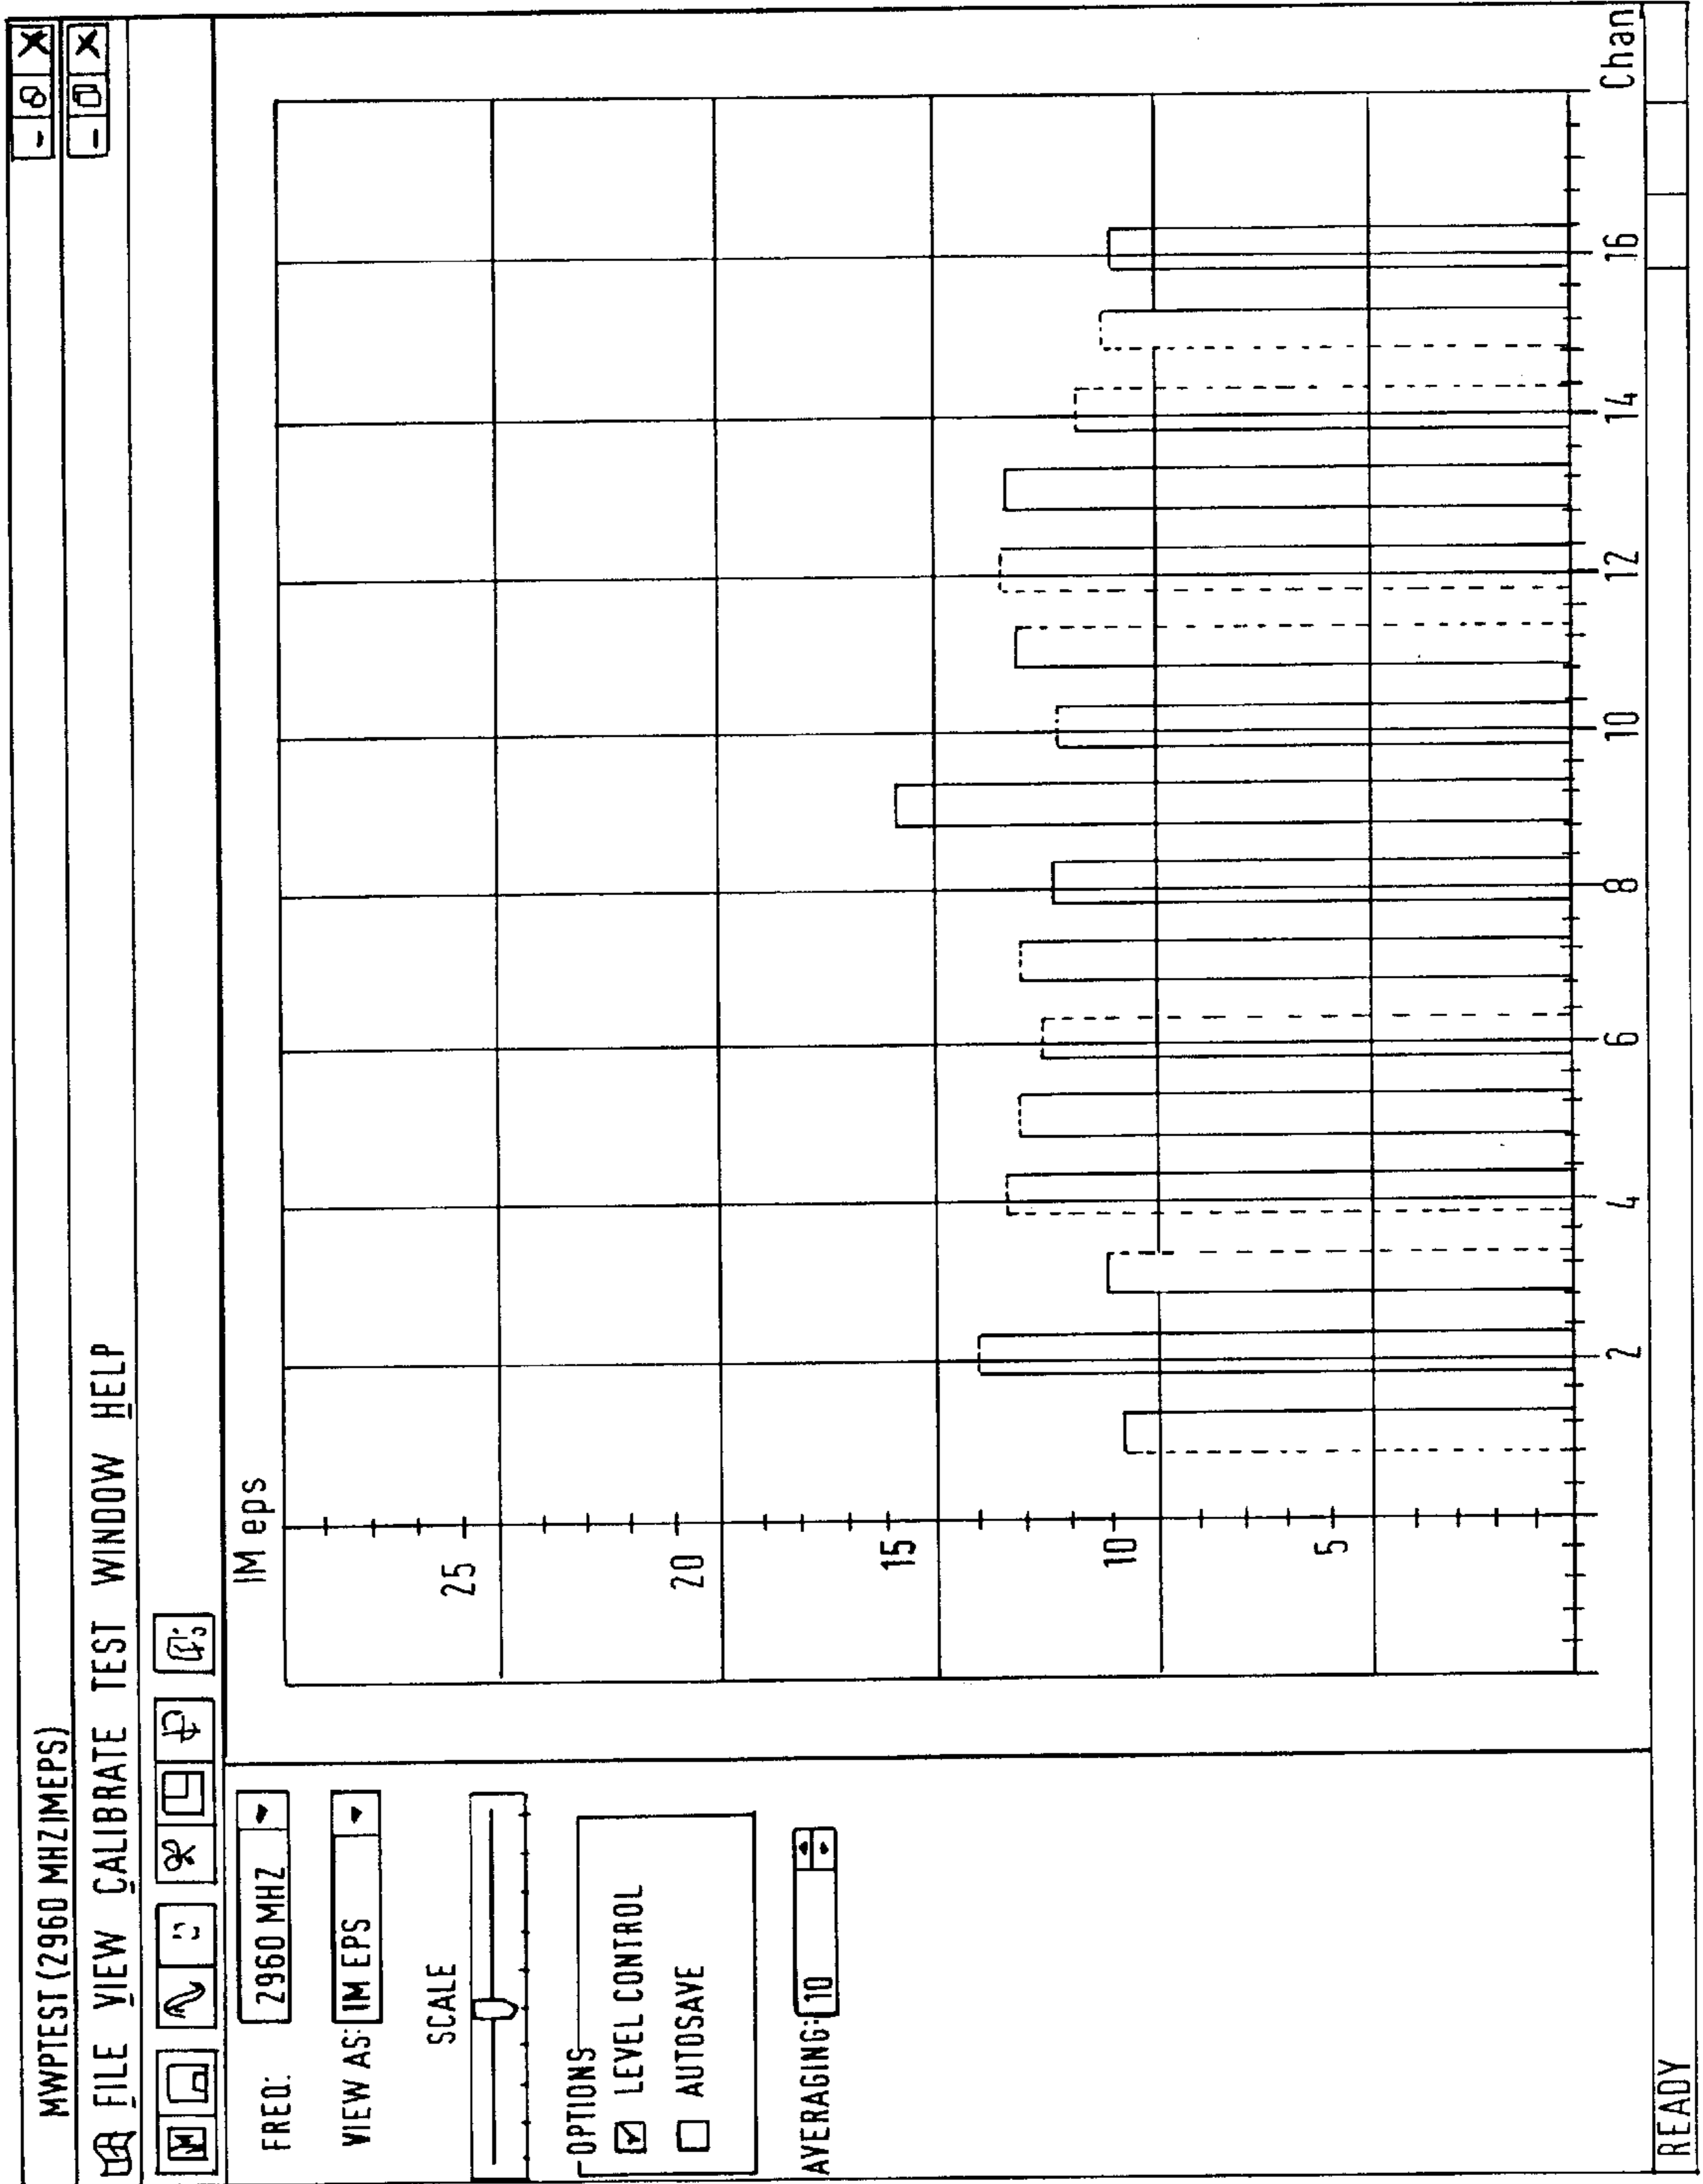 MWPTEST (2960 MHZ|MEPS)
FILE VIEW CALIBRATE TEST WINDOW HELP
FREQ: 2960 MHZ
VIEW AS: IM EPS
SCALE
OPTIONS
LEVEL CONTROL
AUTOSAVE
AVERAGING: 10
IM eps
25
20
15
10
5
2 4 6 8 10 12 14 16 Chan
READY